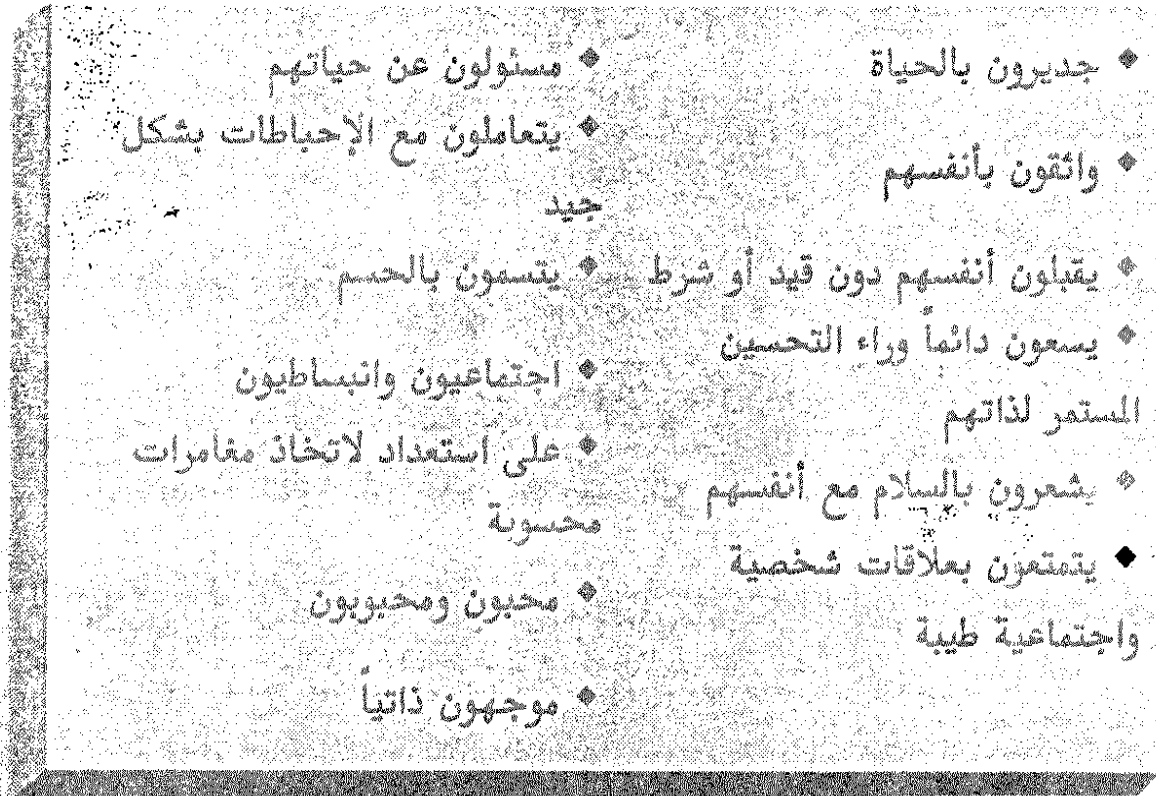 ◆ جديرون بالحياة
◆ واثقون بأنفسهم
◆ يقبلون أنفسهم دون قيد أو شرط
◆ يسعون دائماً وراء التحسين
المستمر لذاتهم
◆ يشعرون بالسلام مع أنفسهم
◆ يتمتعون بعلاقات شخصية
واجتماعية طيبة
◆ مسئولون عن حياتهم
◆ يتعاملون مع الإحباطات بشكل
جيد
◆ يتسمون بالحسم
◆ اجتماعيون وانبساطيون
◆ على استعداد لاتخاذ مغامرات
محسوبة
◆ محبون ومحبوبون
◆ موجهون ذاتياً